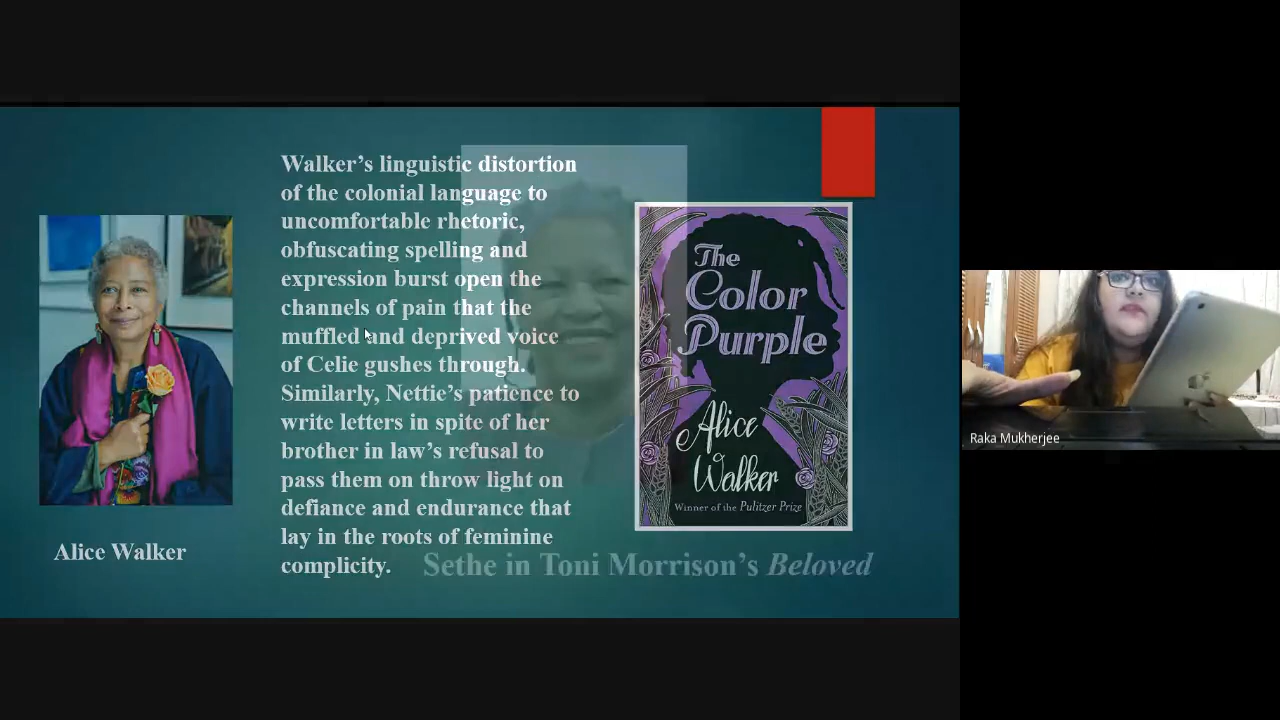 Walker’s linguistic distortion
of the colonial language to
uncomfortable rhetoric,
obfuscating spelling and
expression burst open the
channels of pain that the
muffled and deprived voice
of Celie gushes through.
Similarly, Nettie’s patience to
write letters in spite of her
brother in law’s refusal to
pass them on throw light on
defiance and endurance that
lay in the roots of feminine
complicity.
Alice Walker
The
Color
Purple
Alice
Walker
Winner of the Pulitzer Prize
Sethe in Toni Morrison’s Beloved
Raka Mukherjee